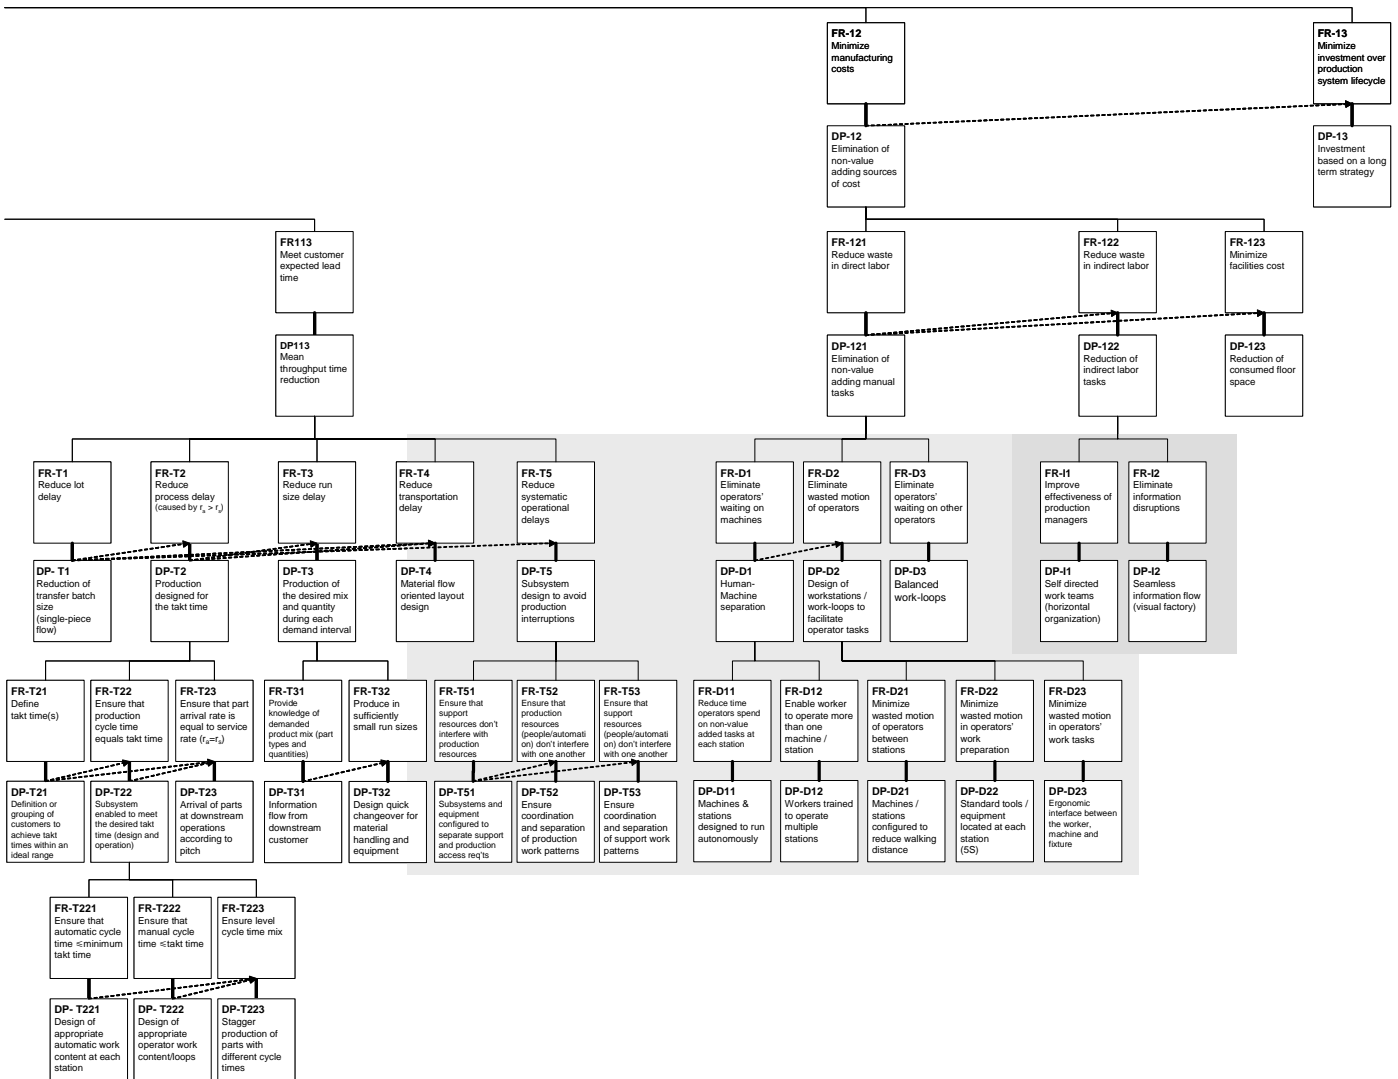 FR-12
Minimize
manufacturing
costs
FR-13
Minimize
investment over
production
system lifecycle
DP-12
Elimination of
non-value
adding sources
of cost
DP-13
Investment
based on a long
term strategy
FR113
Meet customer
expected lead
time
FR-121
Reduce waste
in direct labor
FR-122
Reduce waste
in indirect labor
FR-123
Minimize
facilities cost
DP113
Mean
throughput time
reduction
DP-121
Elimination of
non-value
adding manual
tasks
DP-122
Reduction of
indirect labor
tasks
DP-123
Reduction of
consumed floor
space
FR-T1
Reduce lot
delay
FR-T2
Reduce
process delay
(caused by ra > rs)
FR-T3
Reduce run
size delay
FR-T4
Reduce
transportation
delay
FR-T5
Reduce
systematic
operational
delays
FR-D1
Eliminate
operators'
waiting on
machines
FR-D2
Eliminate
wasted motion
of operators
FR-D3
Eliminate
operators'
waiting on other
operators
FR-I1
Improve
effectiveness of
production
managers
FR-I2
Eliminate
information
disruptions
DP- T1
Reduction of
transfer batch
size
(single-piece
flow)
DP-T2
Production
designed for
the takt time
DP-T3
Production of
the desired mix
and quantity
during each
demand interval
DP-T4
Material flow
oriented layout
design
DP-T5
Subsystem
design to avoid
production
interruptions
DP-D1
Human-
Machine
separation
DP-D2
Design of
workstations /
work-loops to
facilitate
operator tasks
DP-D3
Balanced
work-loops
DP-I1
Self directed
work teams
(horizontal
organization)
DP-I2
Seamless
information flow
(visual factory)
FR-T21
Define
takt time(s)
FR-T22
Ensure that
production
cycle time
equals takt time
FR-T23
Ensure that part
arrival rate is
equal to service
rate (ra=rs)
FR-T31
Provide
knowledge of
demanded
product mix (part
types and
quantities)
FR-T32
Produce in
sufficiently
small run sizes
FR-T51
Ensure that
support
resources don't
interfere with
production
resources
FR-T52
Ensure that
production
resources
(people/automati
on) don't interfere
with one another
FR-T53
Ensure that
support
resources
(people/automati
on) don't interfere
with one another
FR-D11
Reduce time
operators spend
on non-value
added tasks at
each station
FR-D12
Enable worker
to operate more
than one
machine /
station
FR-D21
Minimize
wasted motion
of operators
between
stations
FR-D22
Minimize
wasted motion
in operators'
work
preparation
FR-D23
Minimize
wasted motion
in operators'
work tasks
DP-T21
Definition or
grouping of
customers to
achieve takt
times within an
ideal range
DP-T22
Subsystem
enabled to meet
the desired takt
time (design and
operation)
DP-T23
Arrival of parts
at downstream
operations
according to
pitch
DP-T31
Information
flow from
downstream
customer
DP-T32
Design quick
changeover for
material
handling and
equipment
DP-T51
Subsystems and
equipment
configured to
separate support
and production
access req'ts
DP-T52
Ensure
coordination
and separation
of production
work patterns
DP-T53
Ensure
coordination
and separation
of support work
patterns
DP-D11
Machines &
stations
designed to run
autonomously
DP-D12
Workers trained
to operate
multiple
stations
DP-D21
Machines /
stations
configured to
reduce walking
distance
DP-D22
Standard tools /
equipment
located at each
station
(5S)
DP-D23
Ergonomic
interface between
the worker,
machine and
fixture
FR-T221
Ensure that
automatic cycle
time ≤minimum
takt time
FR-T222
Ensure that
manual cycle
time ≤takt time
FR-T223
Ensure level
cycle time mix
DP- T221
Design of
appropriate
automatic work
content at each
station
DP- T222
Design of
appropriate
operator work
content/loops
DP-T223
Stagger
production of
parts with
different cycle
times